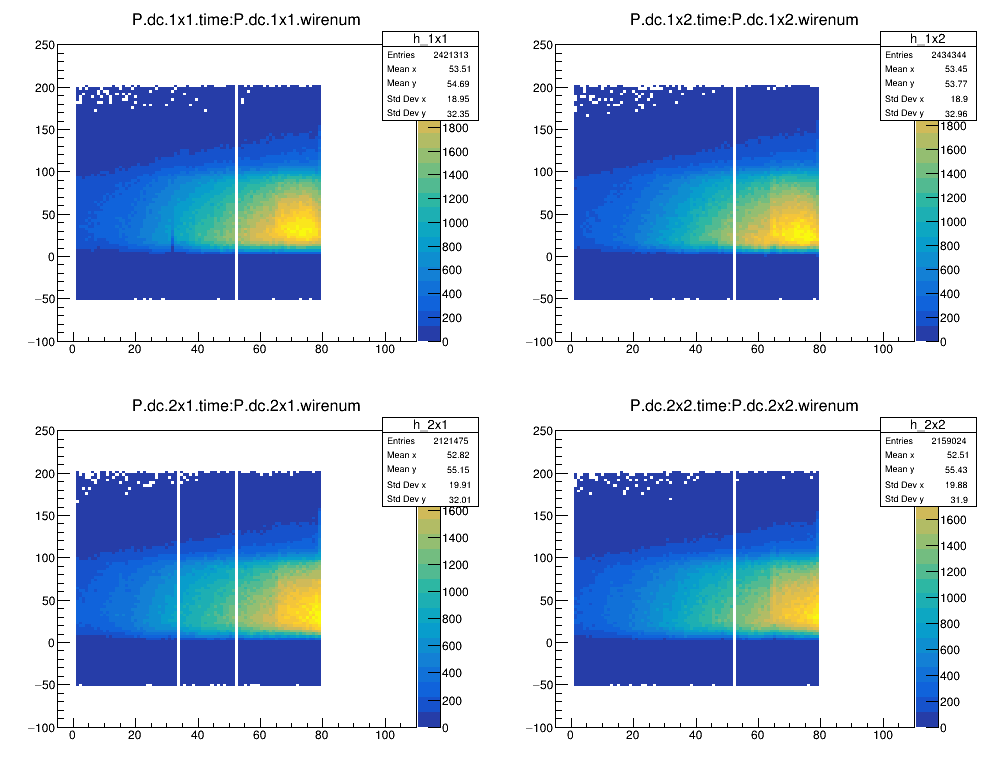 P.dc.1x1.time:P.dc.1x1.wirenum
h_1x1
Entries 2421313
Mean x 53.51
Mean y 54.69
Std Dev x 18.95
Std Dev y 32.35
250
200
150
100
50
0
−50
−100
0 20 40 60 80 100
1800
1600
1400
1200
1000
800
600
400
200
0
P.dc.1x2.time:P.dc.1x2.wirenum
h_1x2
Entries 2434344
Mean x 53.45
Mean y 53.77
Std Dev x 18.9
Std Dev y 32.96
250
200
150
100
50
0
−50
−100
0 20 40 60 80 100
1800
1600
1400
1200
1000
800
600
400
200
0
P.dc.2x1.time:P.dc.2x1.wirenum
h_2x1
Entries 2121475
Mean x 52.82
Mean y 55.15
Std Dev x 19.91
Std Dev y 32.01
250
200
150
100
50
0
−50
−100
0 20 40 60 80 100
1600
1400
1200
1000
800
600
400
200
0
P.dc.2x2.time:P.dc.2x2.wirenum
h_2x2
Entries 2159024
Mean x 52.51
Mean y 55.43
Std Dev x 19.88
Std Dev y 31.9
250
200
150
100
50
0
−50
−100
0 20 40 60 80 100
1600
1400
1200
1000
800
600
400
200
0